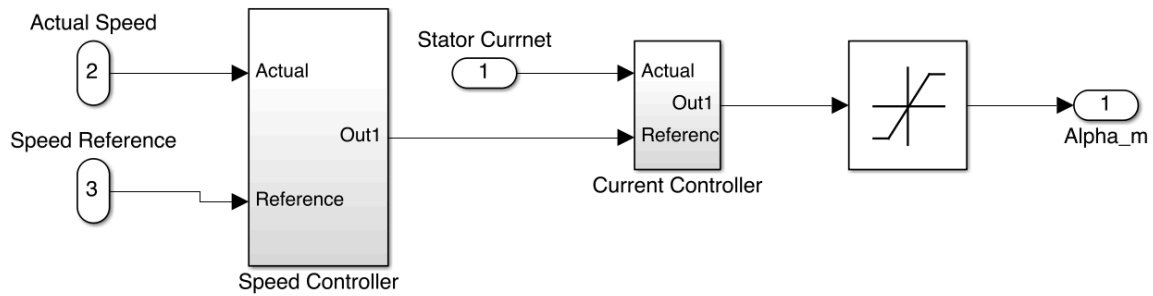 Actual Speed
2
Actual
Speed Reference
3
Reference
Out1
Speed Controller
Stator Currnet
1
Actual
Out1
Referenc
Current Controller
1
Alpha_m